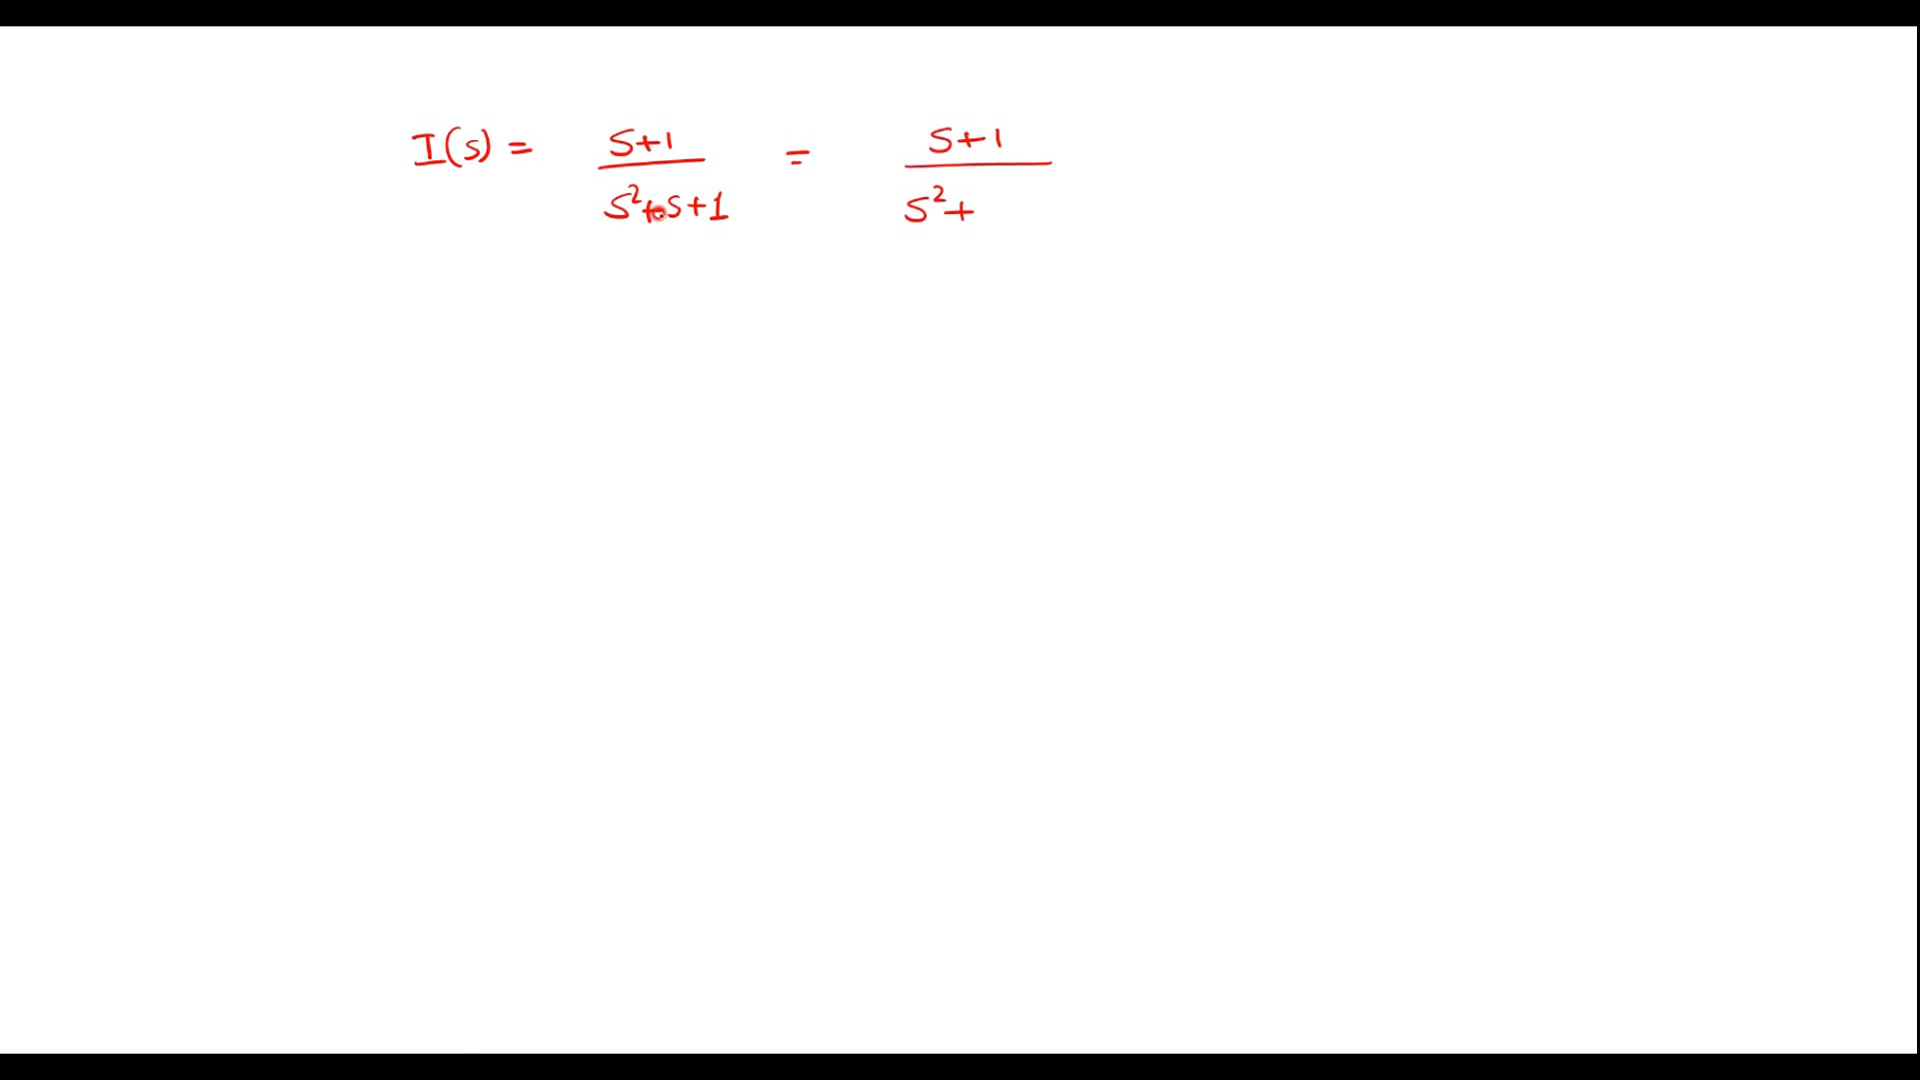 I(s) = S+1 / S²+S+1 = S+1 / S²+